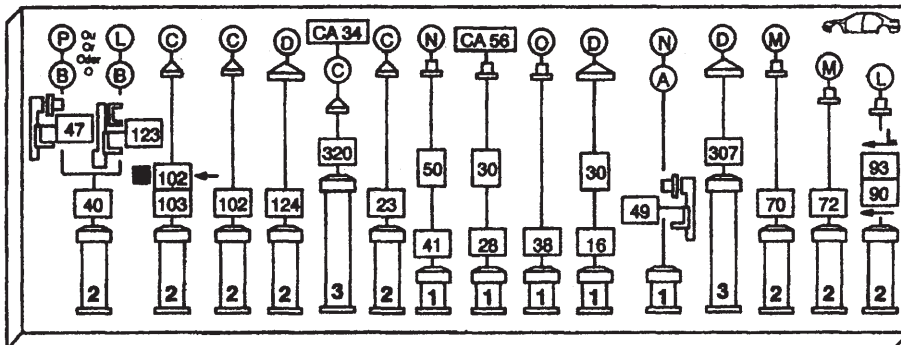 P Ou L C C D CA 34 C N CA 56 O D N D M
Or
Oder
O
B B C A M L
47 123 320 50 30 30 307 93
102 90
40 103 102 124 23 49 70 72
41 28 38 16
2 2 2 2 3 2 1 1 1 1 1 3 2 2 2